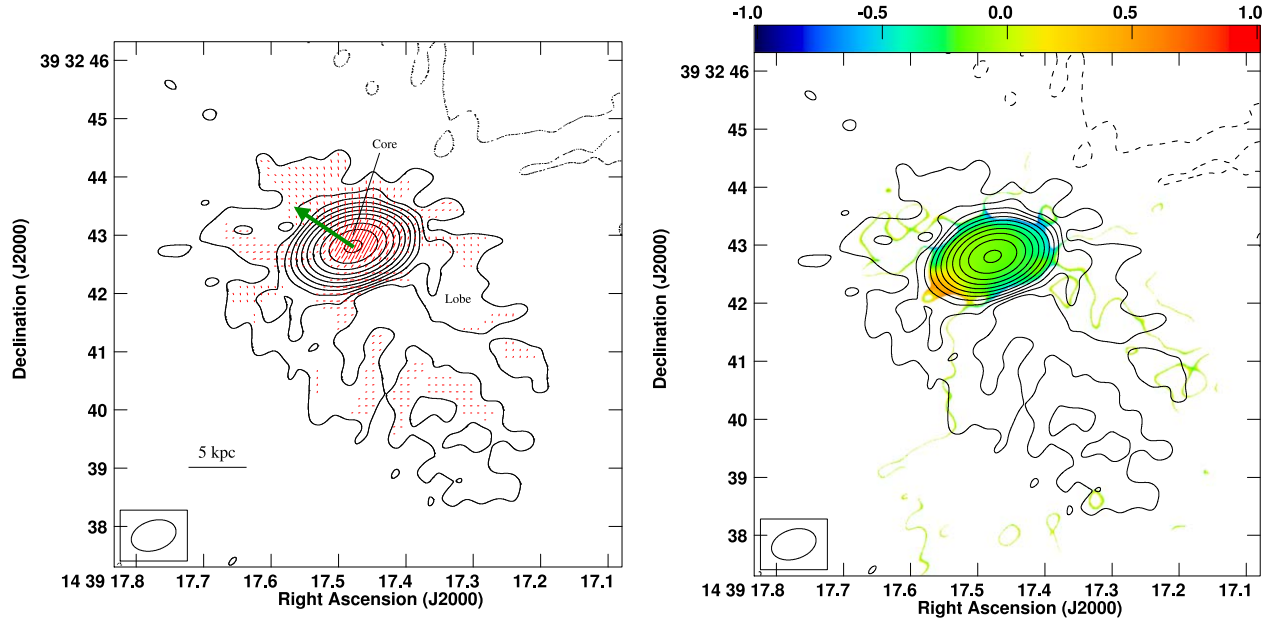 39 32 46
45
44
43
42
41
40
39
38
Declination (J2000)
Core
Lobe
5 kpc
14 39 17.8 17.7 17.6 17.5 17.4 17.3 17.2 17.1
Right Ascension (J2000)
-1.0 -0.5 0.0 0.5 1.0
39 32 46
45
44
43
42
41
40
39
38
Declination (J2000)
14 39 17.8 17.7 17.6 17.5 17.4 17.3 17.2 17.1
Right Ascension (J2000)